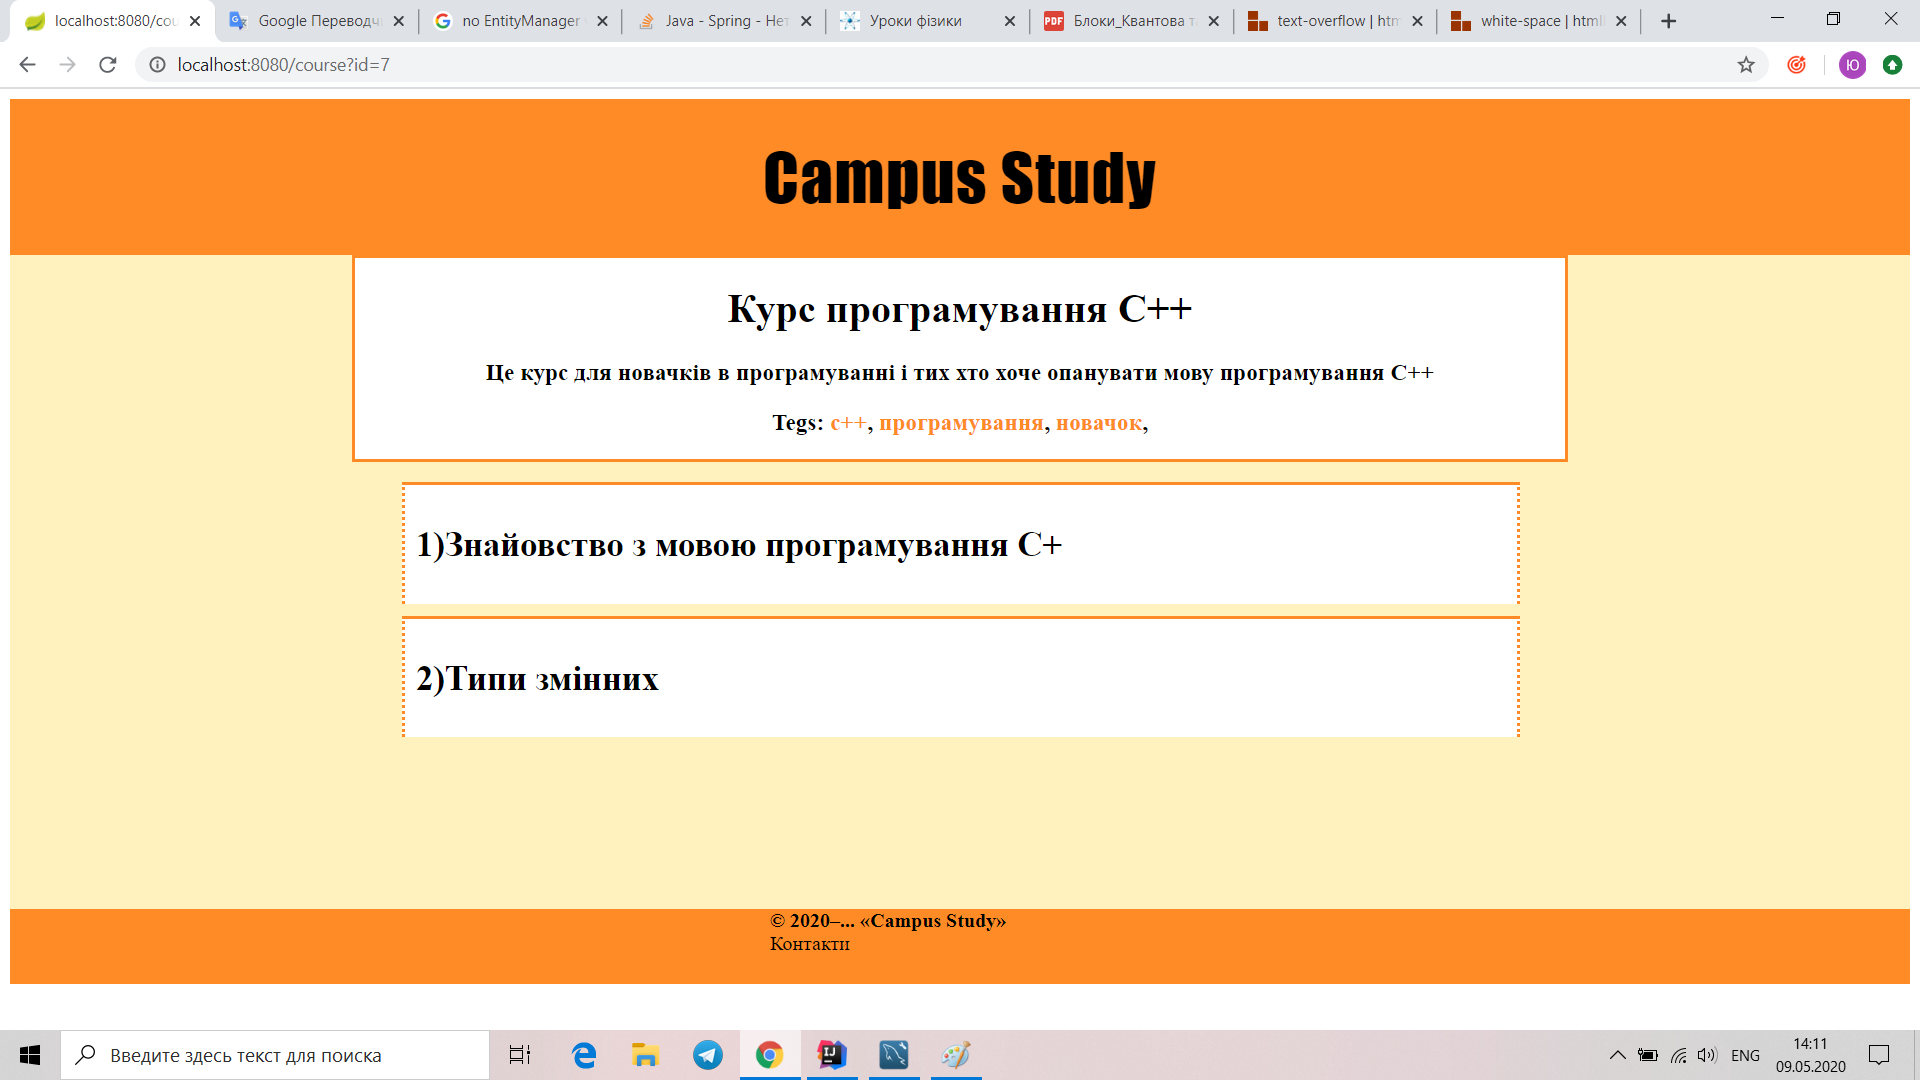 localhost:8080/cou
Google Переводч
no EntityManager
Java - Spring - Нет
Уроки фізики
Блоки_Квантова та
text-overflow | htm
white-space | html
localhost:8080/course?id=7
Ю
Campus Study
Курс програмування C++
Це курс для новачків в програмуванні і тих хто хоче опанувати мову програмування C++
Tegs: c++, програмування, новачок,
1)Знайовство з мовою програмування C+
2)Типи змінних
© 2020–... «Campus Study»
Контакти
Введите здесь текст для поиска
ENG
14:11
09.05.2020